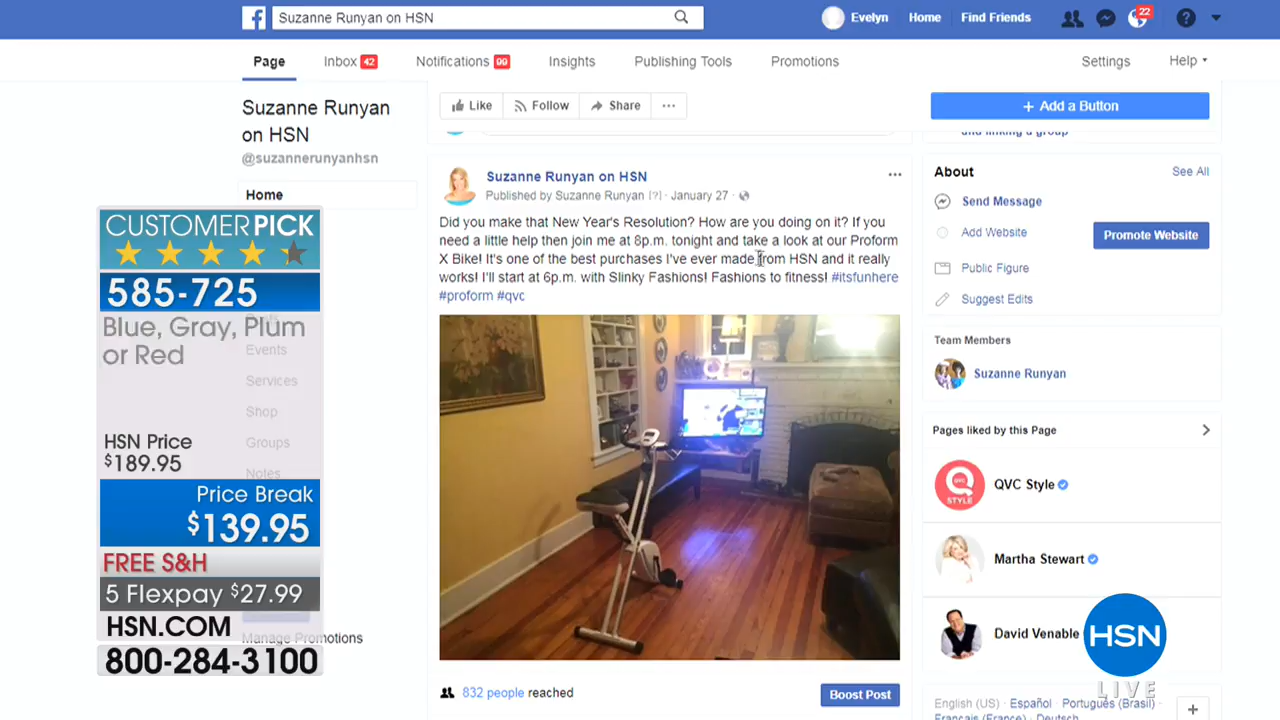 Suzanne Runyan on HSN
Evelyn
Home
Find Friends
22
Page
Inbox 42
Notifications 99
Insights
Publishing Tools
Promotions
Settings
Help
Suzanne Runyan
on HSN
@suzannerunyanhsn
Home
Like
Follow
Share
+ Add a Button
and linking a group
CUSTOMER PICK
585-725
Blue, Gray, Plum
or Red
Events
Services
Shop
Groups
Notes
HSN Price
$189.95
Price Break
$139.95
FREE S&H
5 Flexpay $27.99
HSN.COM
Manage Promotions
800-284-3100
Suzanne Runyan on HSN
Published by Suzanne Runyan [?] · January 27 ·
Did you make that New Year's Resolution? How are you doing on it? If you
need a little help then join me at 8p.m. tonight and take a look at our Proform
X Bike! It's one of the best purchases I've ever made from HSN and it really
works! I'll start at 6p.m. with Slinky Fashions! Fashions to fitness! #itsfunhere
#proform #qvc
832 people reached
Boost Post
About
See All
Send Message
Add Website
Promote Website
Public Figure
Suggest Edits
Team Members
Suzanne Runyan
Pages liked by this Page
QVC Style
STYLE
Martha Stewart
David Venable
HSN
LIVE
English (US) · Español · Português (Brasil) ·
Français (France) · Deutsch